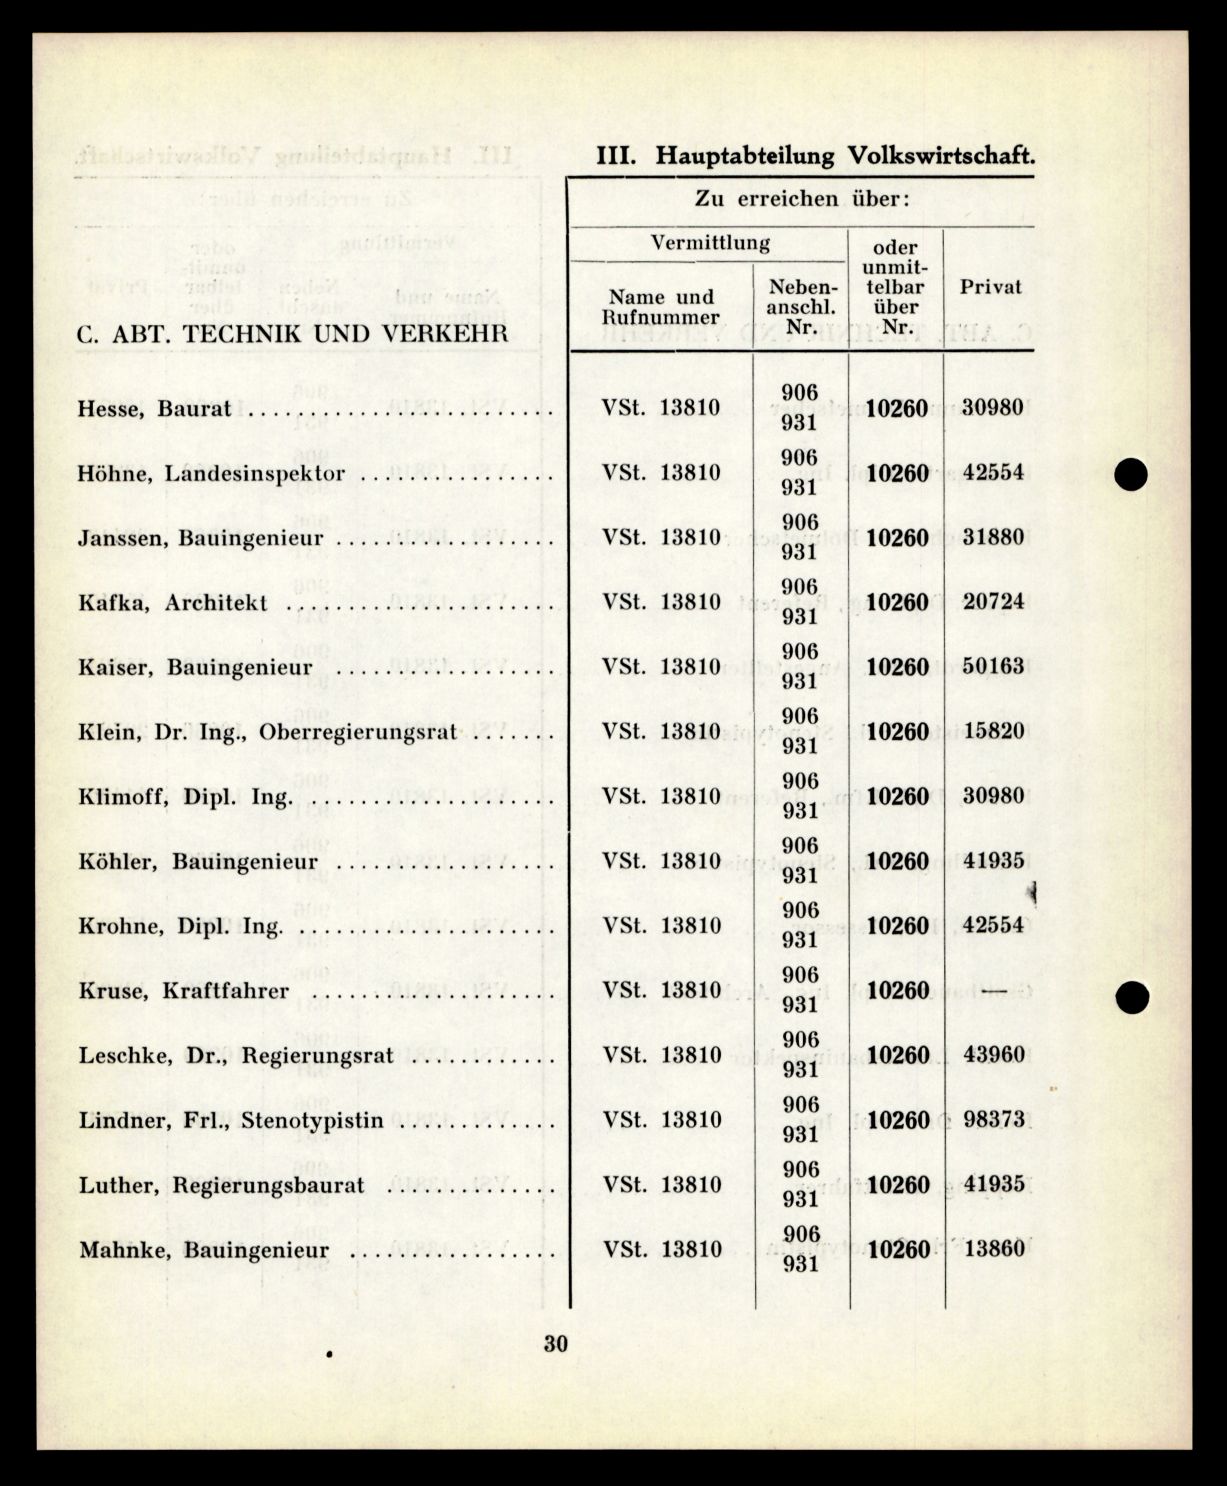 III. Hauptabteilung Volkswirtschaft.
Zu erreichen über:
Vermittlung
Name und
Rufnummer
Neben-
anschl.
Nr.
oder
unmit-
telbar
über
Nr.
Privat
C. ABT. TECHNIK UND VERKEHR
Hesse, Baurat ......................... VSt. 13810 906 931 10260 30980
Höhne, Landesinspektor ................ VSt. 13810 906 931 10260 42554
Janssen, Bauingenieur .................. VSt. 13810 906 931 10260 31880
Kafka, Architekt ...................... VSt. 13810 906 931 10260 20724
Kaiser, Bauingenieur .................. VSt. 13810 906 931 10260 50163
Klein, Dr. Ing., Oberregierungsrat ....... VSt. 13810 906 931 10260 15820
Klimoff, Dipl. Ing. .................... VSt. 13810 906 931 10260 30980
Köhler, Bauingenieur .................. VSt. 13810 906 931 10260 41935
Krohne, Dipl. Ing. ..................... VSt. 13810 906 931 10260 42554
Kruse, Kraftfahrer .................... VSt. 13810 906 931 10260 —
Leschke, Dr., Regierungsrat ............ VSt. 13810 906 931 10260 43960
Lindner, Frl., Stenotypistin ............. VSt. 13810 906 931 10260 98373
Luther, Regierungsbaurat .............. VSt. 13810 906 931 10260 41935
Mahnke, Bauingenieur ................. VSt. 13810 906 931 10260 13860
30